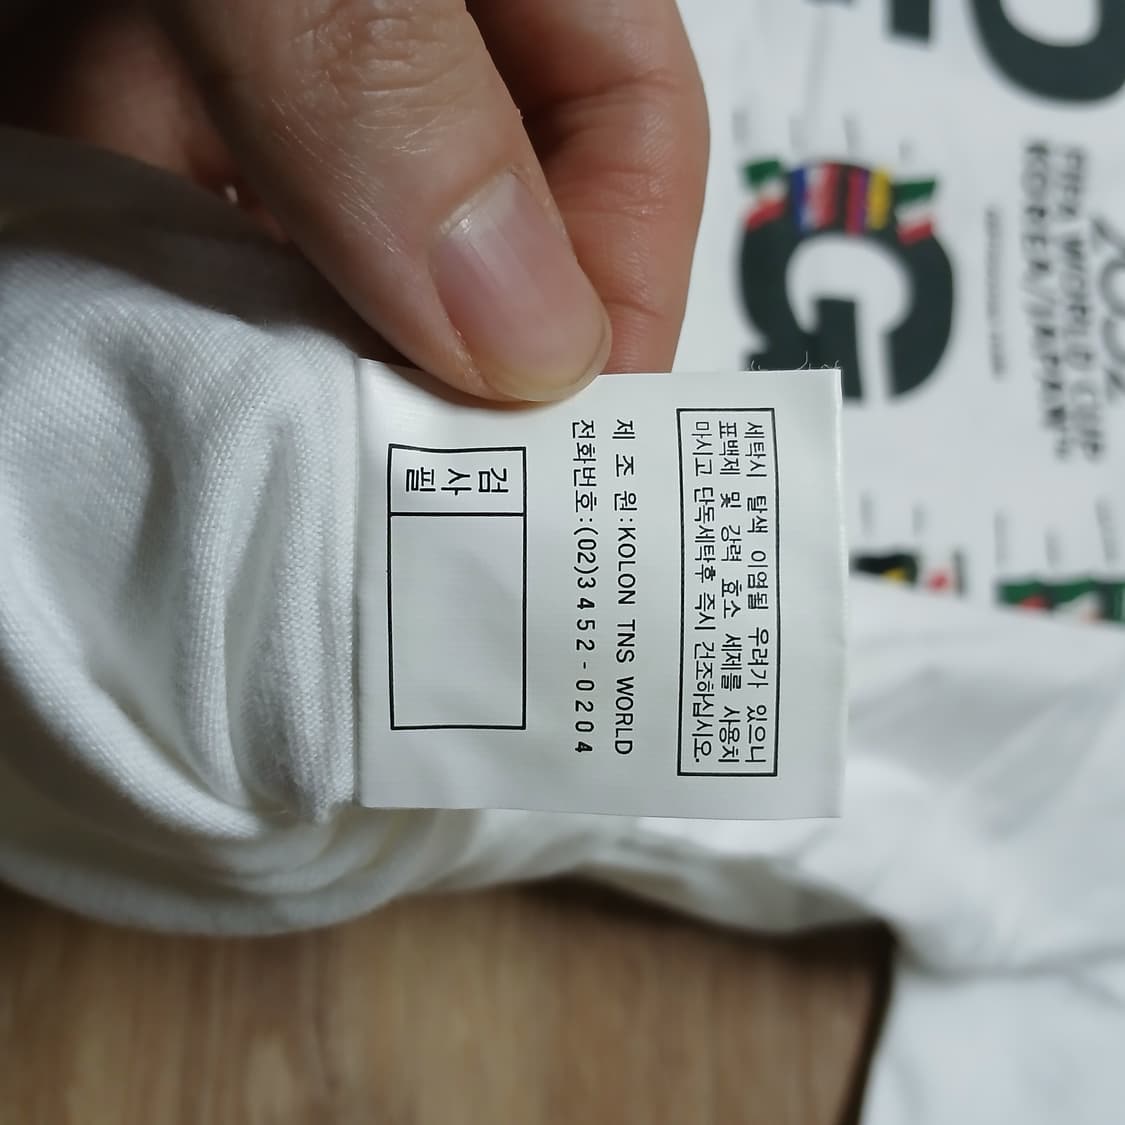 세탁시 탈색 이염될 우려가 있으니
표백제 및 강력 효소 세제를 사용치
마시고 단독세탁후 즉시 건조하십시오.
제 조 원:KOLON TNS WORLD
전화번호:(02)3452-0204
검
사
필
G
2002
FIFA WORLD CUP
KOREA/JAPAN